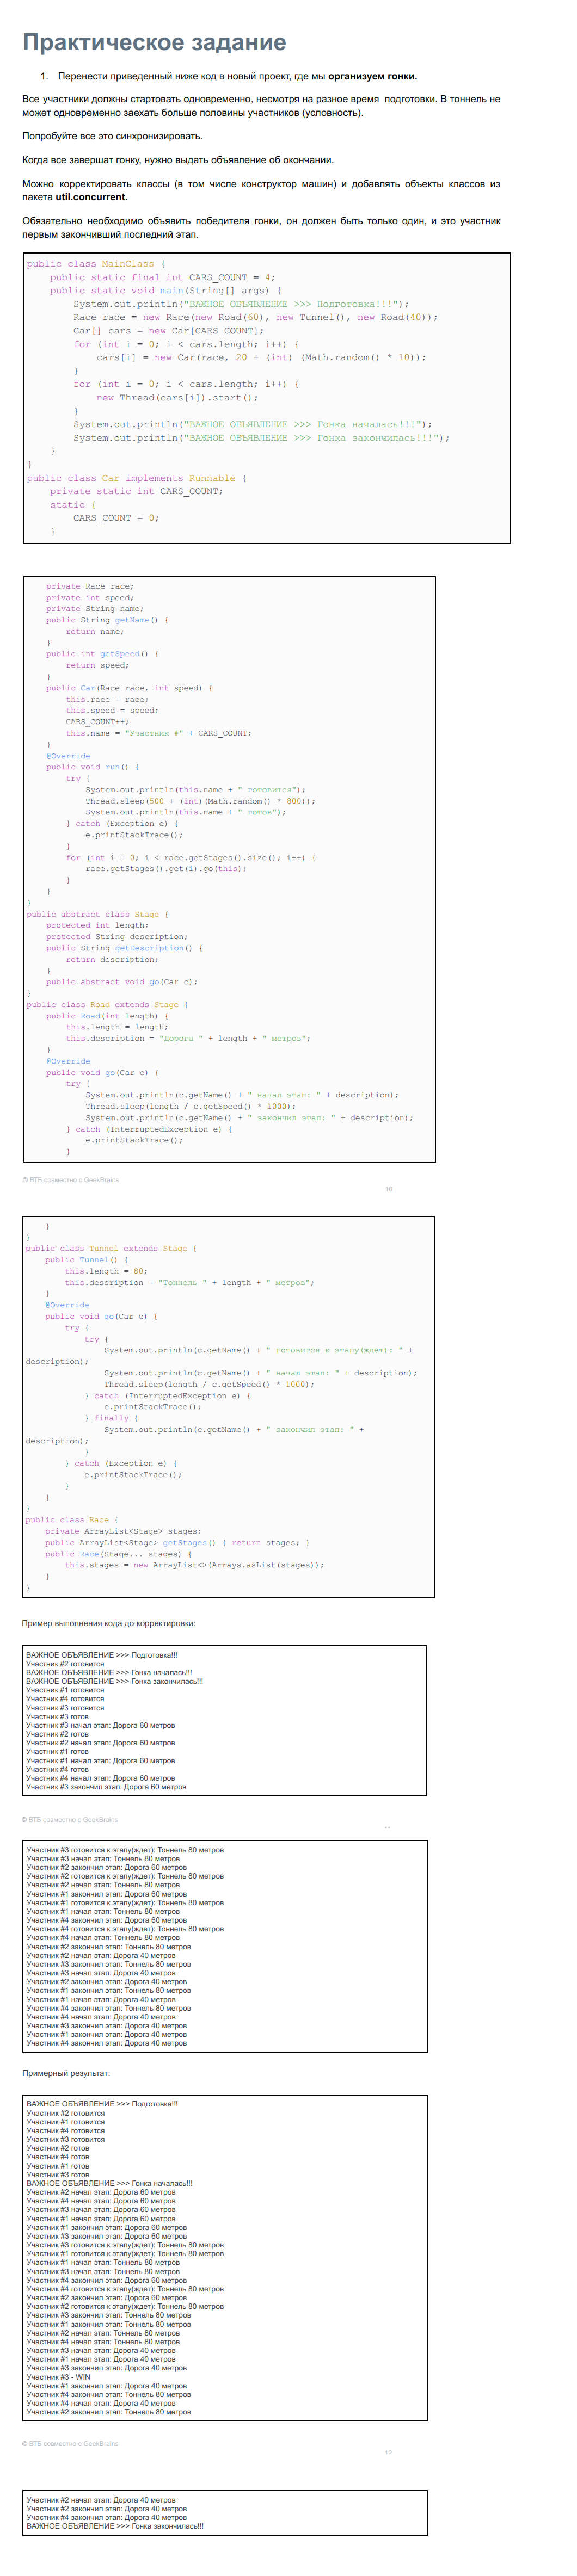 Практическое задание
1. Перенести приведенный ниже код в новый проект, где мы организуем гонки.
Все участники должны стартовать одновременно, несмотря на разное время подготовки. В тоннель не
может одновременно заехать больше половины участников (условность).
Попробуйте все это синхронизировать.
Когда все завершат гонку, нужно выдать объявление об окончании.
Можно корректировать классы (в том числе конструктор машин) и добавлять объекты классов из
пакета util.concurrent.
Обязательно необходимо объявить победителя гонки, он должен быть только один, и это участник
первым закончивший последний этап.
public class MainClass {
    public static final int CARS_COUNT = 4;
    public static void main(String[] args) {
        System.out.println("ВАЖНОЕ ОБЪЯВЛЕНИЕ >>> Подготовка!!!");
        Race race = new Race(new Road(60), new Tunnel(), new Road(40));
        Car[] cars = new Car[CARS_COUNT];
        for (int i = 0; i < cars.length; i++) {
            cars[i] = new Car(race, 20 + (int) (Math.random() * 10));
        }
        for (int i = 0; i < cars.length; i++) {
            new Thread(cars[i]).start();
        }
        System.out.println("ВАЖНОЕ ОБЪЯВЛЕНИЕ >>> Гонка началась!!!");
        System.out.println("ВАЖНОЕ ОБЪЯВЛЕНИЕ >>> Гонка закончилась!!!");
    }
}
public class Car implements Runnable {
    private static int CARS_COUNT;
    static {
        CARS_COUNT = 0;
    }
    private Race race;
    private int speed;
    private String name;
    public String getName() {
        return name;
    }
    public int getSpeed() {
        return speed;
    }
    public Car(Race race, int speed) {
        this.race = race;
        this.speed = speed;
        CARS_COUNT++;
        this.name = "Участник #" + CARS_COUNT;
    }
    @Override
    public void run() {
        try {
            System.out.println(this.name + " готовится");
            Thread.sleep(500 + (int)(Math.random() * 800));
            System.out.println(this.name + " готов");
        } catch (Exception e) {
            e.printStackTrace();
        }
        for (int i = 0; i < race.getStages().size(); i++) {
            race.getStages().get(i).go(this);
        }
    }
}
public abstract class Stage {
    protected int length;
    protected String description;
    public String getDescription() {
        return description;
    }
    public abstract void go(Car c);
}
public class Road extends Stage {
    public Road(int length) {
        this.length = length;
        this.description = "Дорога " + length + " метров";
    }
    @Override
    public void go(Car c) {
        try {
            System.out.println(c.getName() + " начал этап: " + description);
            Thread.sleep(length / c.getSpeed() * 1000);
            System.out.println(c.getName() + " закончил этап: " + description);
        } catch (InterruptedException e) {
            e.printStackTrace();
        }
© ВТБ совместно с GeekBrains
10
    }
}
public class Tunnel extends Stage {
    public Tunnel() {
        this.length = 80;
        this.description = "Тоннель " + length + " метров";
    }
    @Override
    public void go(Car c) {
        try {
            try {
                System.out.println(c.getName() + " готовится к этапу(ждет): " +
description);
                System.out.println(c.getName() + " начал этап: " + description);
                Thread.sleep(length / c.getSpeed() * 1000);
            } catch (InterruptedException e) {
                e.printStackTrace();
            } finally {
                System.out.println(c.getName() + " закончил этап: " +
description);
            }
        } catch (Exception e) {
            e.printStackTrace();
        }
    }
}
public class Race {
    private ArrayList<Stage> stages;
    public ArrayList<Stage> getStages() { return stages; }
    public Race(Stage... stages) {
        this.stages = new ArrayList<>(Arrays.asList(stages));
    }
}
Пример выполнения кода до корректировки:
ВАЖНОЕ ОБЪЯВЛЕНИЕ >>> Подготовка!!!
Участник #2 готовится
ВАЖНОЕ ОБЪЯВЛЕНИЕ >>> Гонка началась!!!
ВАЖНОЕ ОБЪЯВЛЕНИЕ >>> Гонка закончилась!!!
Участник #1 готовится
Участник #4 готовится
Участник #3 готовится
Участник #3 готов
Участник #3 начал этап: Дорога 60 метров
Участник #2 готов
Участник #2 начал этап: Дорога 60 метров
Участник #1 готов
Участник #1 начал этап: Дорога 60 метров
Участник #4 готов
Участник #4 начал этап: Дорога 60 метров
Участник #3 закончил этап: Дорога 60 метров
© ВТБ совместно с GeekBrains
Участник #3 готовится к этапу(ждет): Тоннель 80 метров
Участник #3 начал этап: Тоннель 80 метров
Участник #2 закончил этап: Дорога 60 метров
Участник #2 готовится к этапу(ждет): Тоннель 80 метров
Участник #2 начал этап: Тоннель 80 метров
Участник #1 закончил этап: Дорога 60 метров
Участник #1 готовится к этапу(ждет): Тоннель 80 метров
Участник #1 начал этап: Тоннель 80 метров
Участник #4 закончил этап: Дорога 60 метров
Участник #4 готовится к этапу(ждет): Тоннель 80 метров
Участник #4 начал этап: Тоннель 80 метров
Участник #2 закончил этап: Тоннель 80 метров
Участник #2 начал этап: Дорога 40 метров
Участник #3 закончил этап: Тоннель 80 метров
Участник #3 начал этап: Дорога 40 метров
Участник #2 закончил этап: Дорога 40 метров
Участник #1 закончил этап: Тоннель 80 метров
Участник #1 начал этап: Дорога 40 метров
Участник #4 закончил этап: Тоннель 80 метров
Участник #4 начал этап: Дорога 40 метров
Участник #3 закончил этап: Дорога 40 метров
Участник #1 закончил этап: Дорога 40 метров
Участник #4 закончил этап: Дорога 40 метров
Примерный результат:
ВАЖНОЕ ОБЪЯВЛЕНИЕ >>> Подготовка!!!
Участник #2 готовится
Участник #1 готовится
Участник #4 готовится
Участник #3 готовится
Участник #2 готов
Участник #4 готов
Участник #1 готов
Участник #3 готов
ВАЖНОЕ ОБЪЯВЛЕНИЕ >>> Гонка началась!!!
Участник #2 начал этап: Дорога 60 метров
Участник #4 начал этап: Дорога 60 метров
Участник #3 начал этап: Дорога 60 метров
Участник #1 начал этап: Дорога 60 метров
Участник #1 закончил этап: Дорога 60 метров
Участник #3 закончил этап: Дорога 60 метров
Участник #3 готовится к этапу(ждет): Тоннель 80 метров
Участник #1 готовится к этапу(ждет): Тоннель 80 метров
Участник #1 начал этап: Тоннель 80 метров
Участник #3 начал этап: Тоннель 80 метров
Участник #4 закончил этап: Дорога 60 метров
Участник #4 готовится к этапу(ждет): Тоннель 80 метров
Участник #2 закончил этап: Дорога 60 метров
Участник #2 готовится к этапу(ждет): Тоннель 80 метров
Участник #3 закончил этап: Тоннель 80 метров
Участник #1 закончил этап: Тоннель 80 метров
Участник #2 начал этап: Тоннель 80 метров
Участник #4 начал этап: Тоннель 80 метров
Участник #3 начал этап: Дорога 40 метров
Участник #1 начал этап: Дорога 40 метров
Участник #3 закончил этап: Дорога 40 метров
Участник #3 - WIN
Участник #1 закончил этап: Дорога 40 метров
Участник #4 закончил этап: Тоннель 80 метров
Участник #4 начал этап: Дорога 40 метров
Участник #2 закончил этап: Тоннель 80 метров
© ВТБ совместно с GeekBrains
Участник #2 начал этап: Дорога 40 метров
Участник #2 закончил этап: Дорога 40 метров
Участник #4 закончил этап: Дорога 40 метров
ВАЖНОЕ ОБЪЯВЛЕНИЕ >>> Гонка закончилась!!!